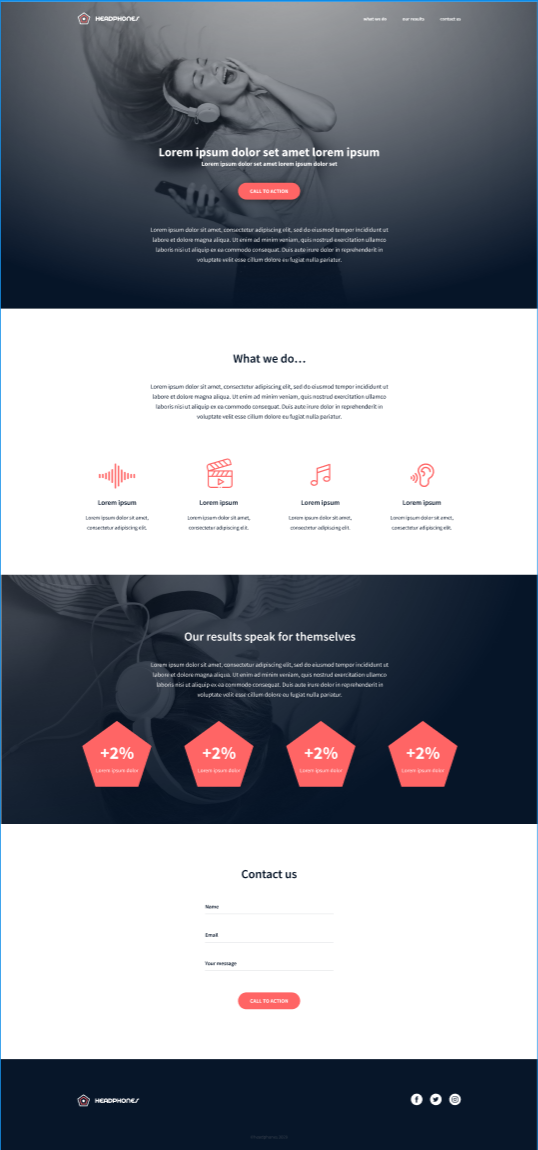 HEADPHONES
what we do
our results
contact us
Lorem ipsum dolor set amet lorem ipsum
Lorem ipsum dolor set amet lorem ipsum dolor set
CALL TO ACTION
Lorem ipsum dolor sit amet, consectetur adipiscing elit, sed do eiusmod tempor incididunt ut
labore et dolore magna aliqua. Ut enim ad minim veniam, quis nostrud exercitation ullamco
laboris nisi ut aliquip ex ea commodo consequat. Duis aute irure dolor in reprehenderit in
voluptate velit esse cillum dolore eu fugiat nulla pariatur.
What we do...
Lorem ipsum dolor sit amet, consectetur adipiscing elit, sed do eiusmod tempor incididunt ut
labore et dolore magna aliqua. Ut enim ad minim veniam, quis nostrud exercitation ullamco
laboris nisi ut aliquip ex ea commodo consequat. Duis aute irure dolor in reprehenderit in
voluptate velit esse cillum dolore eu fugiat nulla pariatur.
Lorem ipsum
Lorem ipsum dolor sit amet,
consectetur adipiscing elit.
Lorem ipsum
Lorem ipsum dolor sit amet,
consectetur adipiscing elit.
Lorem ipsum
Lorem ipsum dolor sit amet,
consectetur adipiscing elit.
Lorem ipsum
Lorem ipsum dolor sit amet,
consectetur adipiscing elit.
Our results speak for themselves
Lorem ipsum dolor sit amet, consectetur adipiscing elit, sed do eiusmod tempor incididunt ut
labore et dolore magna aliqua. Ut enim ad minim veniam, quis nostrud exercitation ullamco
laboris nisi ut aliquip ex ea commodo consequat. Duis aute irure dolor in reprehenderit in
voluptate velit esse cillum dolore eu fugiat nulla pariatur.
+2%
Lorem ipsum dolor
+2%
Lorem ipsum dolor
+2%
Lorem ipsum dolor
+2%
Lorem ipsum dolor
Contact us
Name
Email
Your message
CALL TO ACTION
HEADPHONES